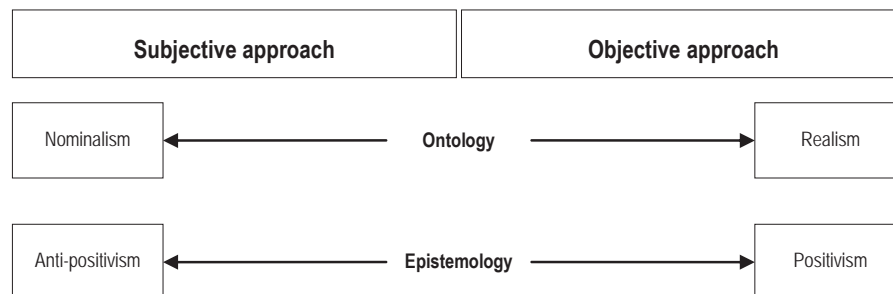 Subjective approach Objective approach
Nominalism Ontology Realism
Anti-positivism Epistemology Positivism